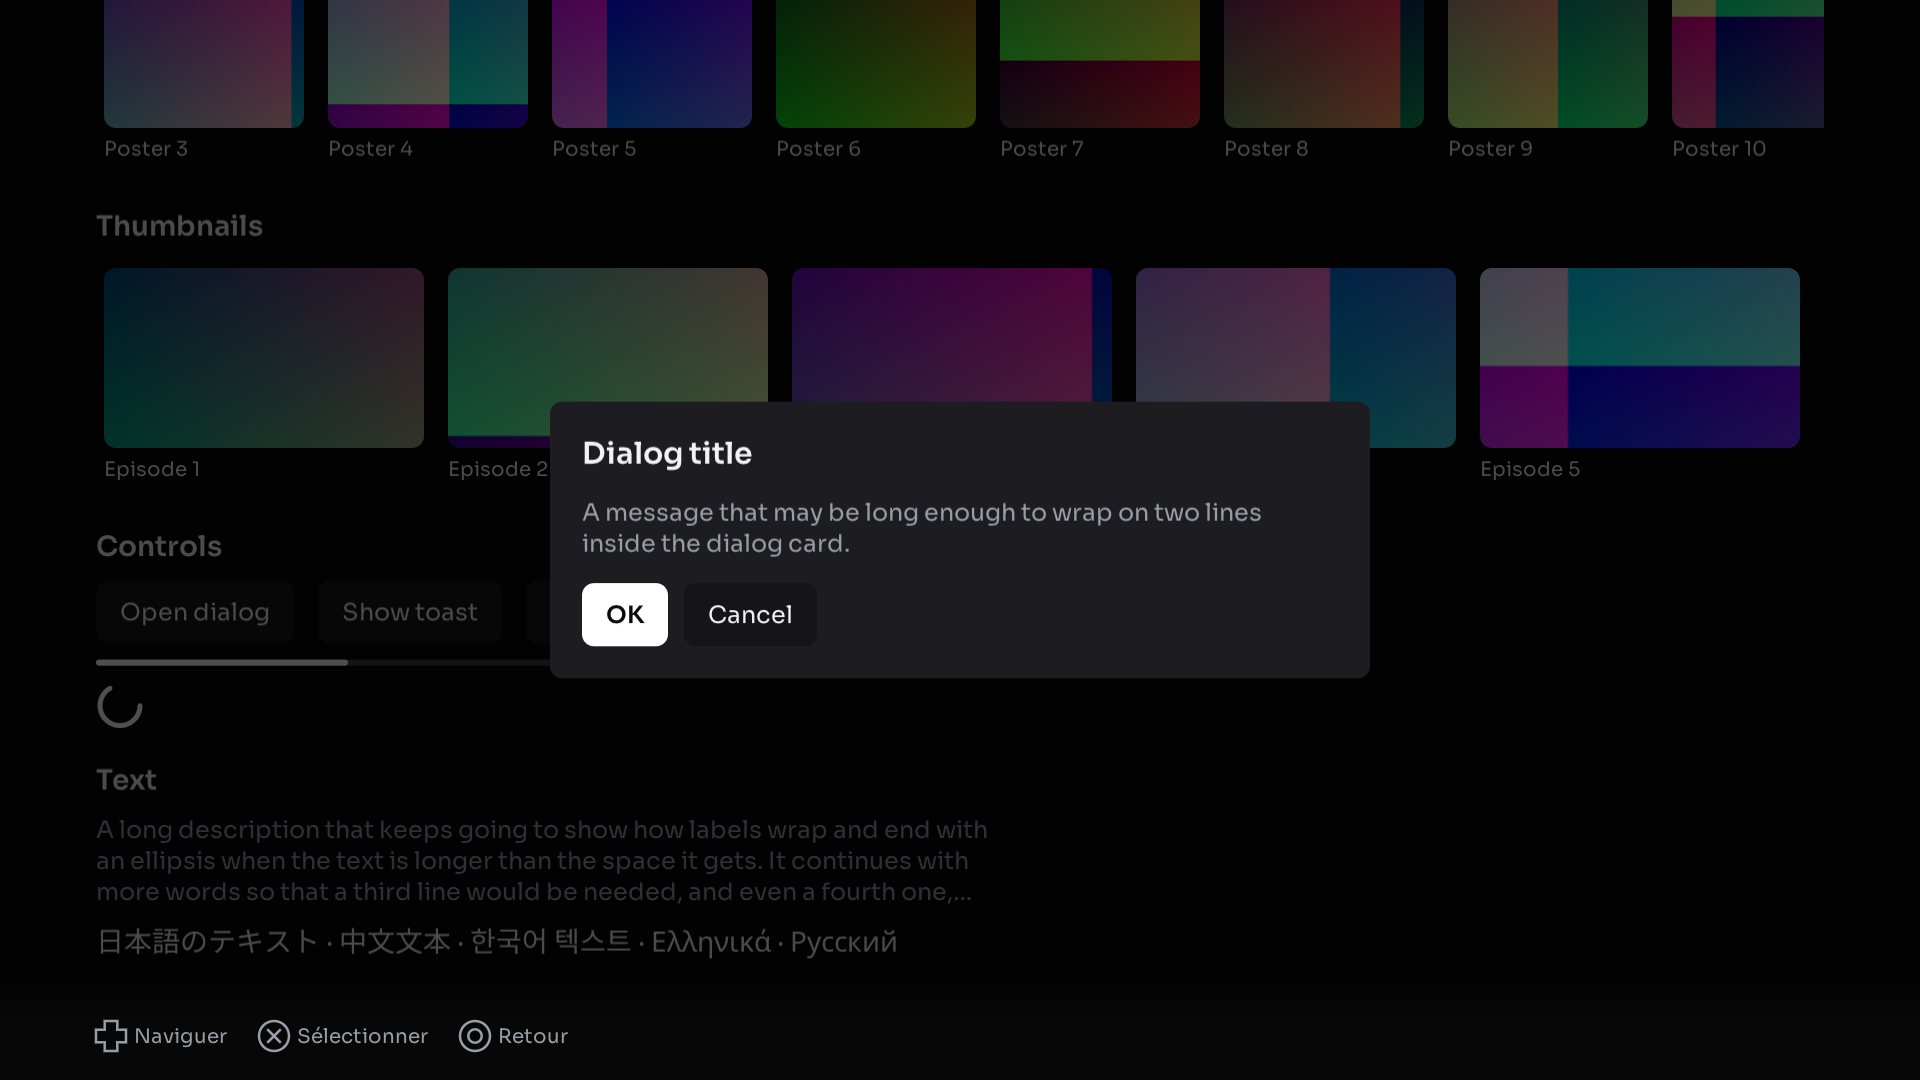 Poster 3
Poster 4
Poster 5
Poster 6
Poster 7
Poster 8
Poster 9
Poster 10
Thumbnails
Episode 1
Episode 2
Episode 5
Dialog title
A message that may be long enough to wrap on two lines
inside the dialog card.
OK
Cancel
Controls
Open dialog
Show toast
Text
A long description that keeps going to show how labels wrap and end with
an ellipsis when the text is longer than the space it gets. It continues with
more words so that a third line would be needed, and even a fourth one,...
日本語のテキスト · 中文文本 · 한국어 텍스트 · Ελληνικά · Русский
Naviguer
Sélectionner
Retour